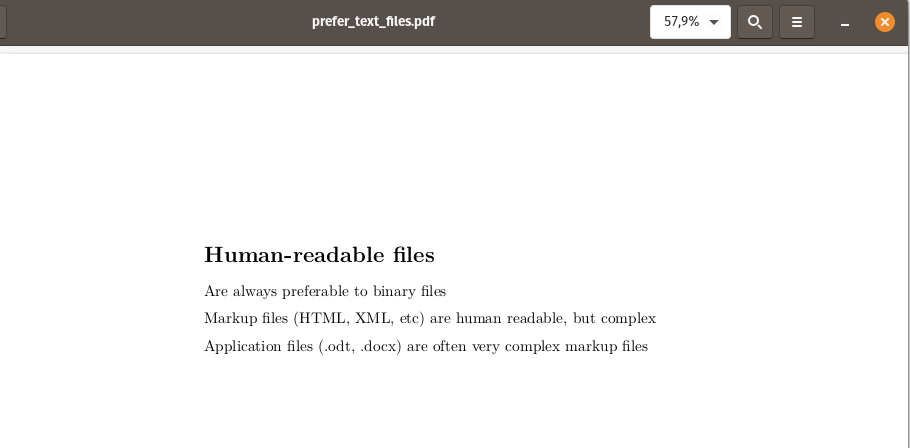 prefer_text_files.pdf
57,9%
Human-readable files
Are always preferable to binary files
Markup files (HTML, XML, etc) are human readable, but complex
Application files (.odt, .docx) are often very complex markup files